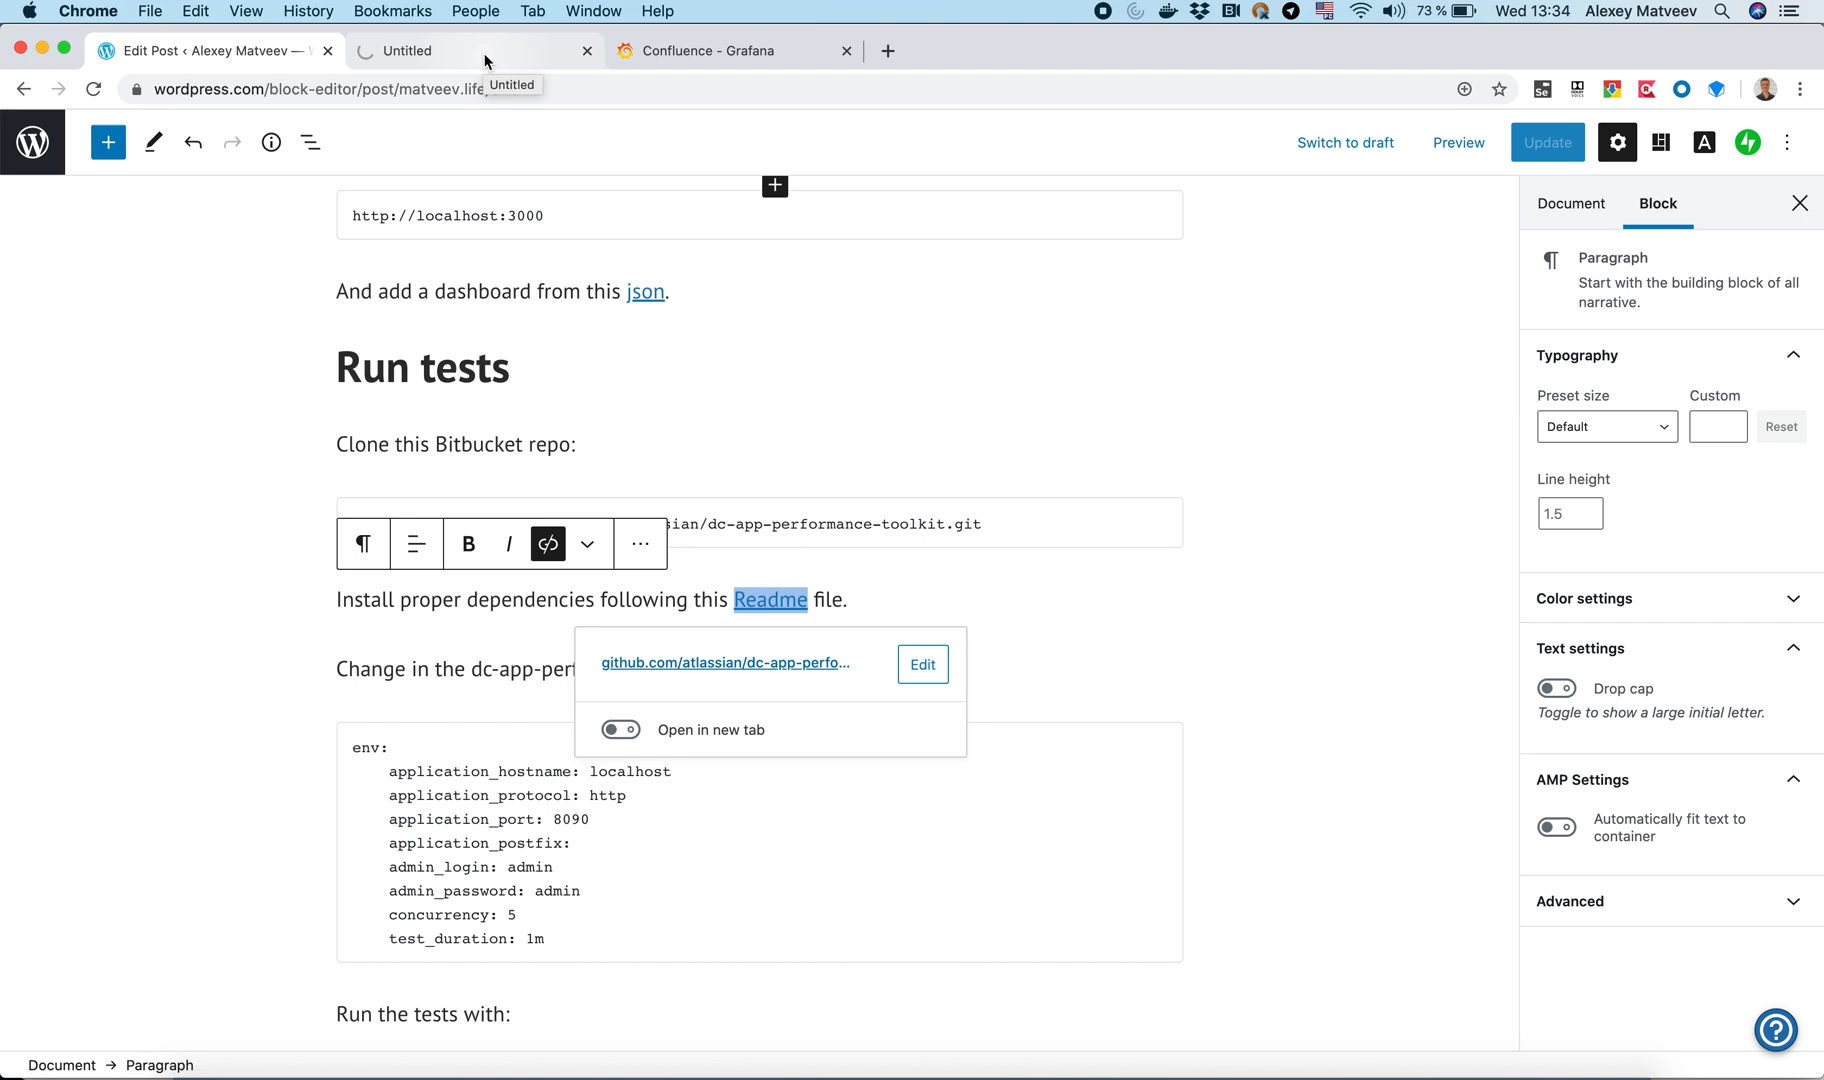 Chrome File Edit View History Bookmarks People Tab Window Help 73 % Wed 13:34 Alexey Matveev
Edit Post ‹ Alexey Matveev — Untitled Confluence - Grafana
wordpress.com/block-editor/post/matveev.life
Untitled
Switch to draft Preview Update
http://localhost:3000
And add a dashboard from this json.
Run tests
Clone this Bitbucket repo:
sian/dc-app-performance-toolkit.git
B I
Install proper dependencies following this Readme file.
github.com/atlassian/dc-app-perfo... Edit
Change in the dc-app-perf
Open in new tab
env:
application_hostname: localhost
application_protocol: http
application_port: 8090
application_postfix:
admin_login: admin
admin_password: admin
concurrency: 5
test_duration: 1m
Run the tests with:
Document Block
Paragraph
Start with the building block of all
narrative.
Typography
Preset size Custom
Default Reset
Line height
1.5
Color settings
Text settings
Drop cap
Toggle to show a large initial letter.
AMP Settings
Automatically fit text to
container
Advanced
Document → Paragraph